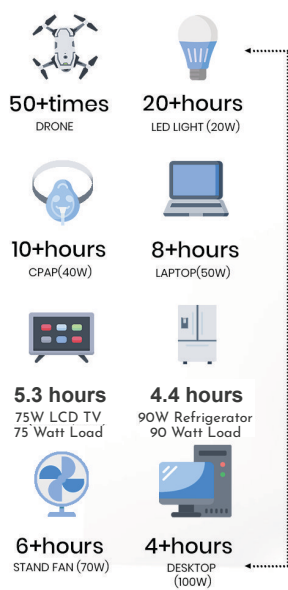 50+times
20+hours
DRONE
LED LIGHT (20W)
10+hours
8+hours
CPAP(40W)
LAPTOP(50W)
5.3 hours
4.4 hours
75W LCD TV
90W Refrigerator
75 Watt Load
90 Watt Load
6+hours
4+hours
STAND FAN (70W)
DESKTOP
(100W)